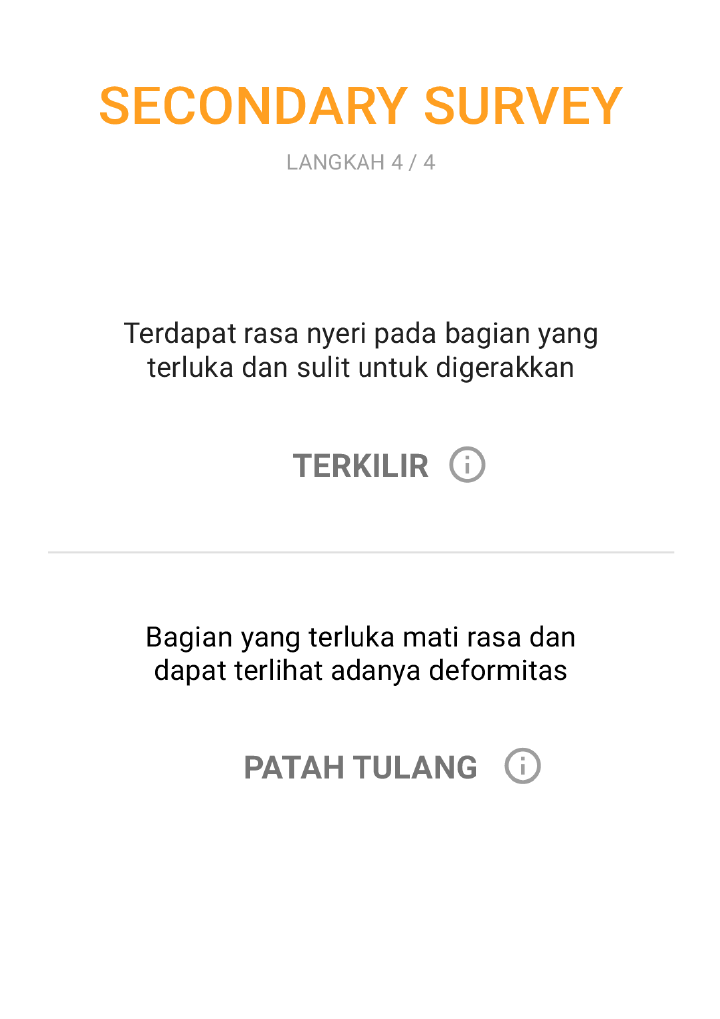 SECONDARY SURVEY
LANGKAH 4 / 4
Terdapat rasa nyeri pada bagian yang
terluka dan sulit untuk digerakkan
TERKILIR
Bagian yang terluka mati rasa dan
dapat terlihat adanya deformitas
PATAH TULANG